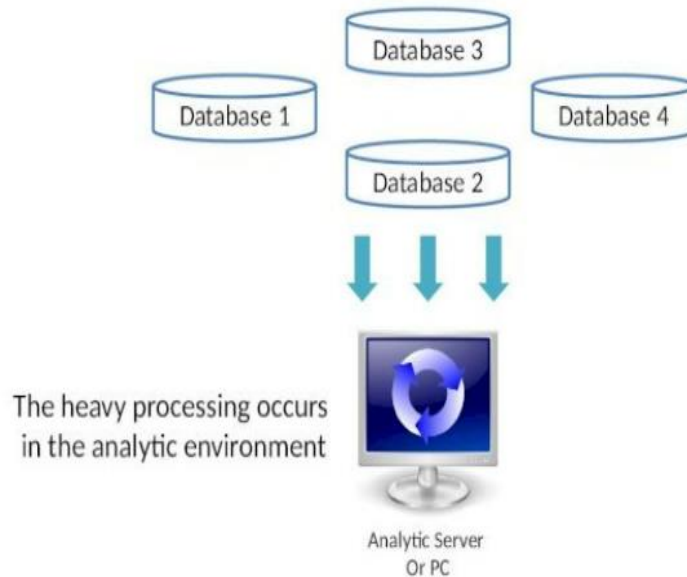 Database 3
Database 1
Database 4
Database 2
The heavy processing occurs
in the analytic environment
Analytic Server
Or PC